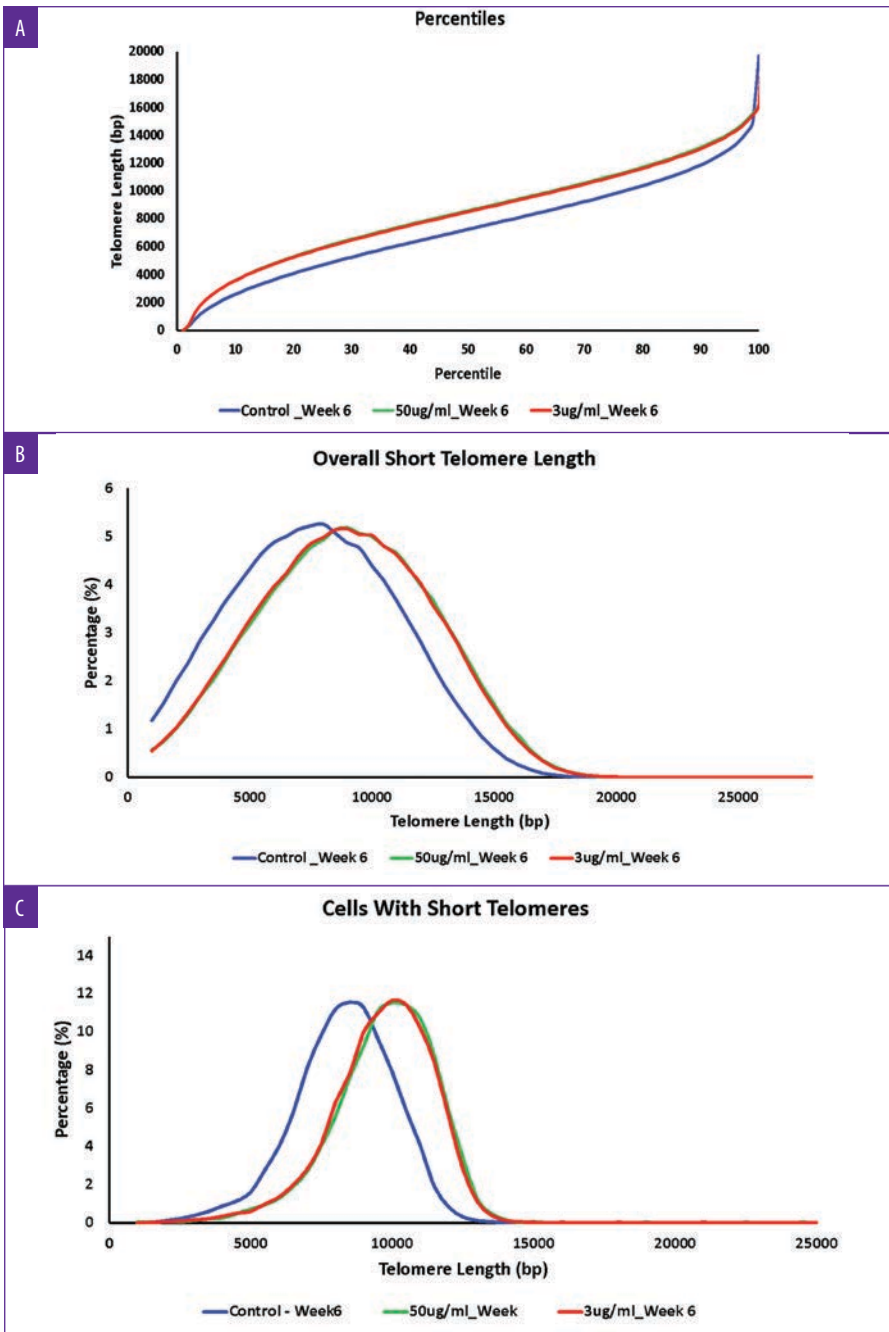 A
Percentiles
Telomere Length (bp)
20000
18000
16000
14000
12000
10000
8000
6000
4000
2000
0
0 10 20 30 40 50 60 70 80 90 100
Percentile
Control _Week 6 50ug/ml_Week 6 3ug/ml_Week 6
B
Overall Short Telomere Length
Percentage (%)
6
5
4
3
2
1
0
0 5000 10000 15000 20000 25000
Telomere Length (bp)
Control _Week 6 50ug/ml_Week 6 3ug/ml_Week 6
C
Cells With Short Telomeres
Percentage (%)
14
12
10
8
6
4
2
0
0 5000 10000 15000 20000 25000
Telomere Length (bp)
Control - Week6 50ug/ml_Week 3ug/ml_Week 6